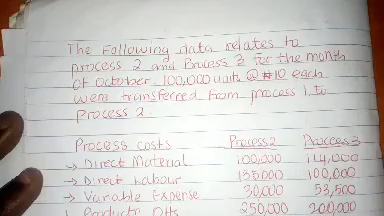 The Following data relates to
process 2 and Process 3 for the month
of October. 100,000 units @ #10 each
were transferred from process 1 to
process 2.
Process costs Process 2 Process 3
→ Direct Material 100,000 114,000
→ Direct Labour 135,000 100,000
→ Variable Expense 30,000 53,500
250,000 200,000